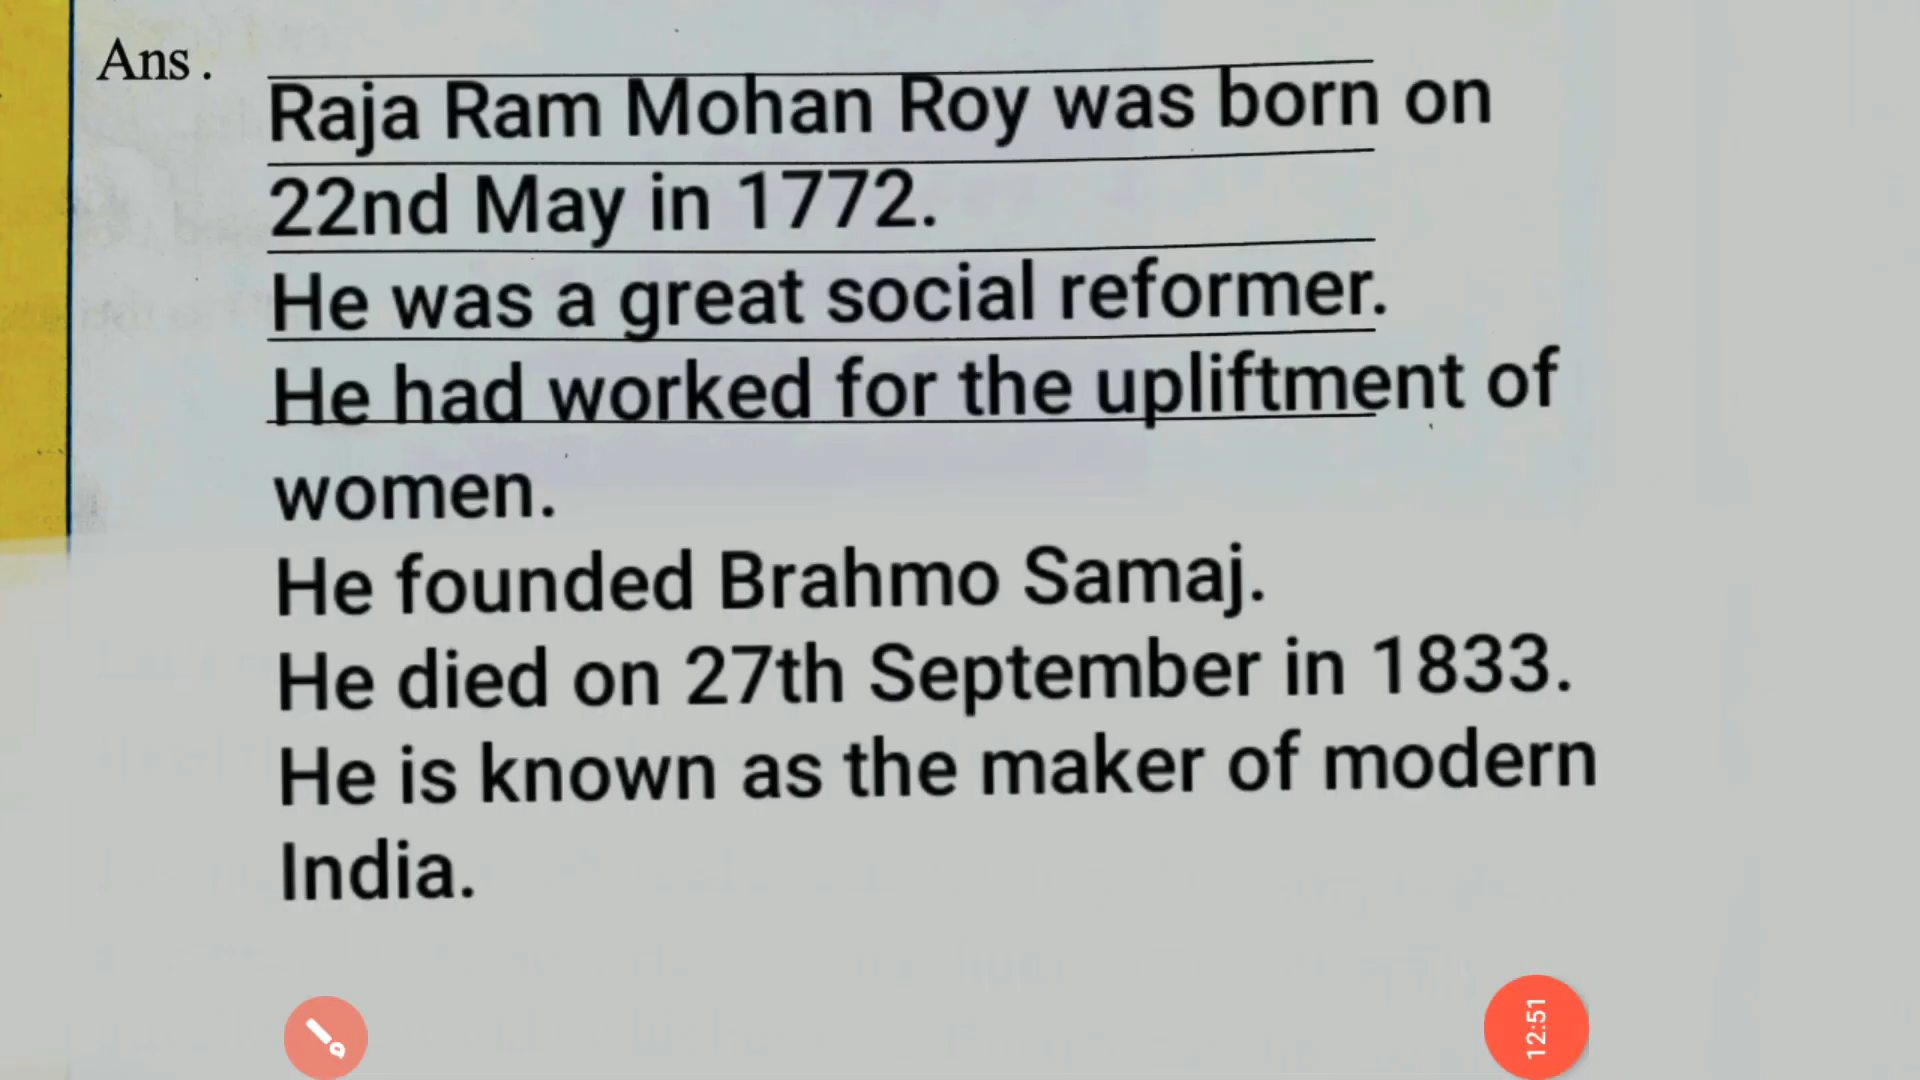 Ans.
Raja Ram Mohan Roy was born on
22nd May in 1772.
He was a great social reformer.
He had worked for the upliftment of
women.
He founded Brahmo Samaj.
He died on 27th September in 1833.
He is known as the maker of modern
India.
12:51